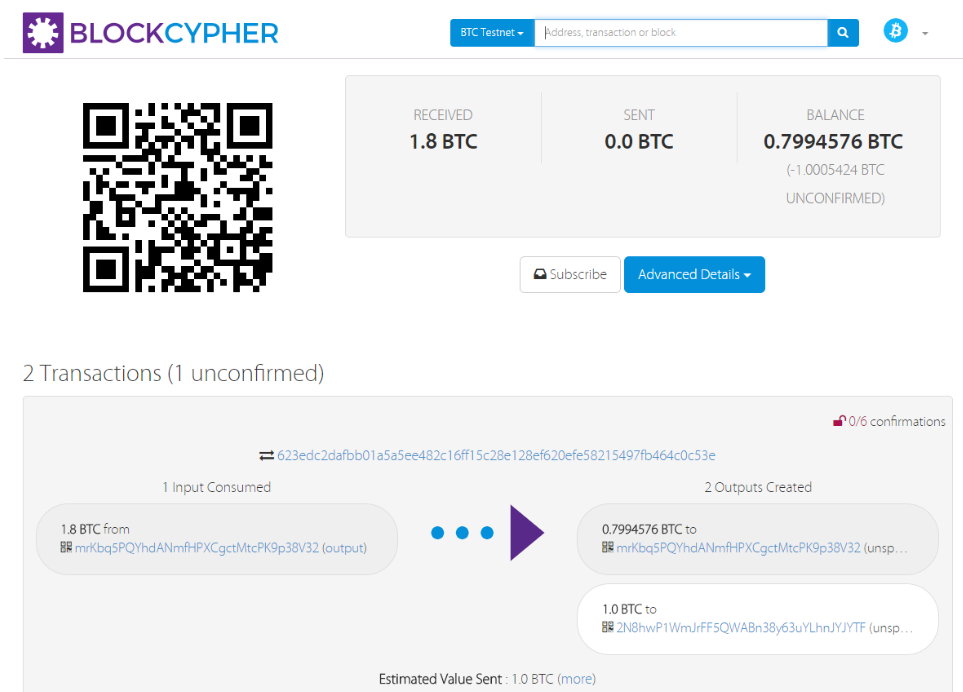 BLOCKCYPHER
BTC Testnet
Address, transaction or block
RECEIVED
1.8 BTC
SENT
0.0 BTC
BALANCE
0.7994576 BTC
(-1.0005424 BTC
UNCONFIRMED)
Subscribe
Advanced Details
2 Transactions (1 unconfirmed)
0/6 confirmations
623edc2dafbb01a5a5ee482c16ff15c28e128ef620efe58215497fb464c0c53e
1 Input Consumed
2 Outputs Created
1.8 BTC from
mrKbq5PQYhdANmfHPXCgctMtcPK9p38V32 (output)
0.7994576 BTC to
mrKbq5PQYhdANmfHPXCgctMtcPK9p38V32 (unsp...
1.0 BTC to
2N8hwP1WmJrFF5QWABn38y63uYLhnJYJYTF (unsp...
Estimated Value Sent : 1.0 BTC (more)